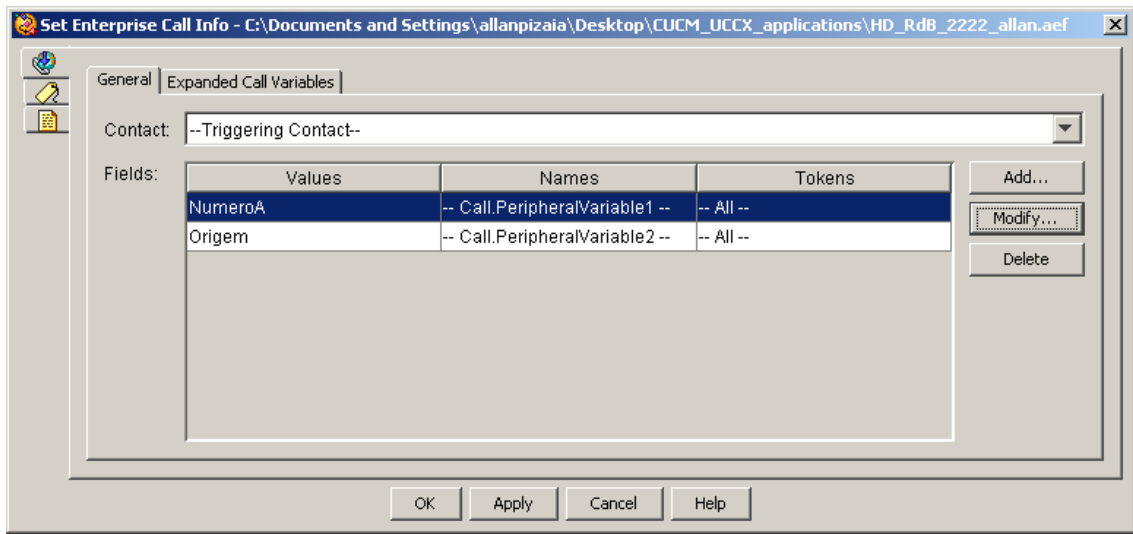 Set Enterprise Call Info - C:\Documents and Settings\allanpizaia\Desktop\CUCM_UCCX_applications\HD_RdB_2222_allan.aef
General Expanded Call Variables
Contact: --Triggering Contact--
Fields: Values Names Tokens Add...
NumeroA -- Call.PeripheralVariable1 -- -- All -- Modify...
Origem -- Call.PeripheralVariable2 -- -- All --
Delete
OK Apply Cancel Help